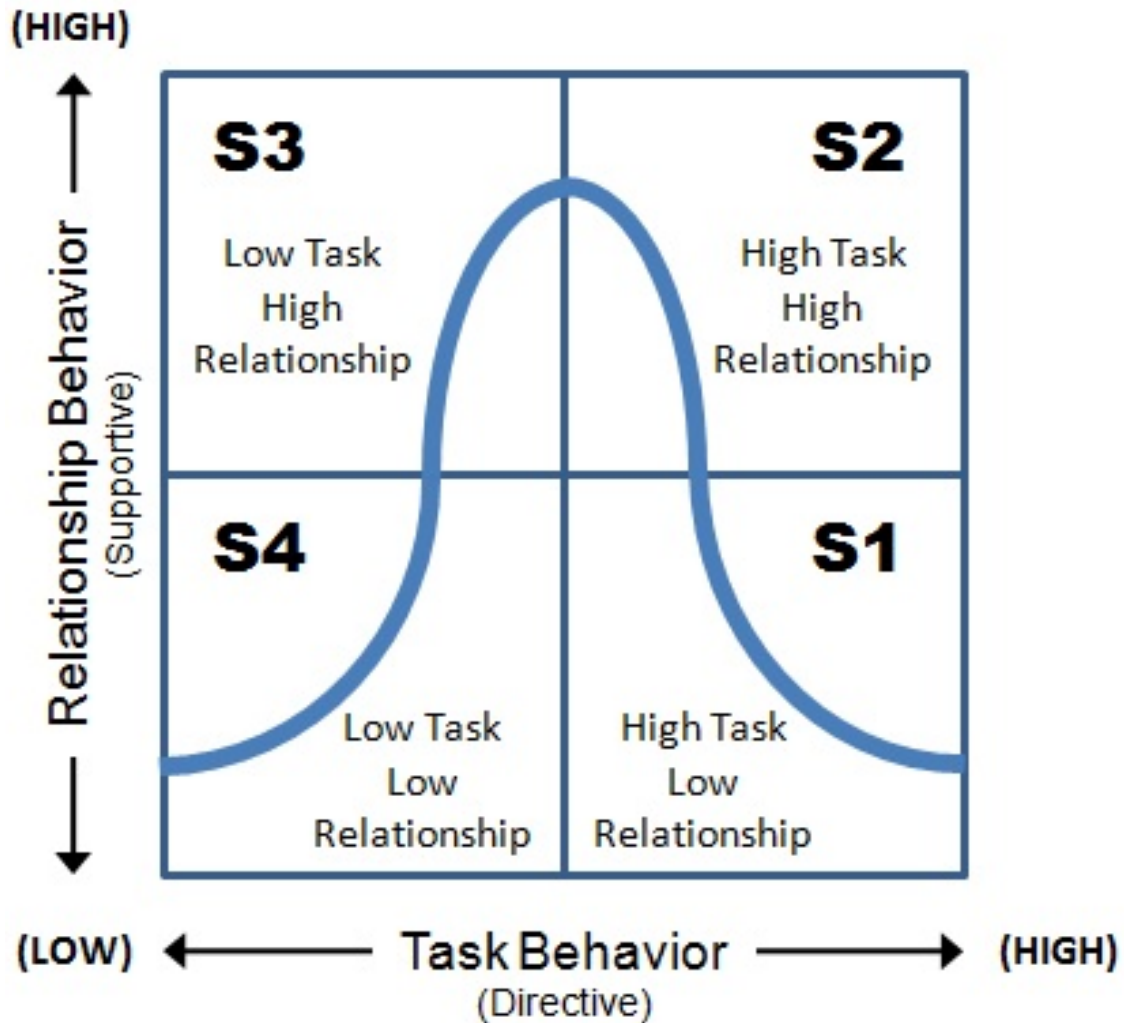 (HIGH)
Relationship Behavior
(Supportive)
S3
Low Task
High
Relationship
S2
High Task
High
Relationship
S4
Low Task
Low
Relationship
S1
High Task
Low
Relationship
(LOW)
Task Behavior
(Directive)
(HIGH)